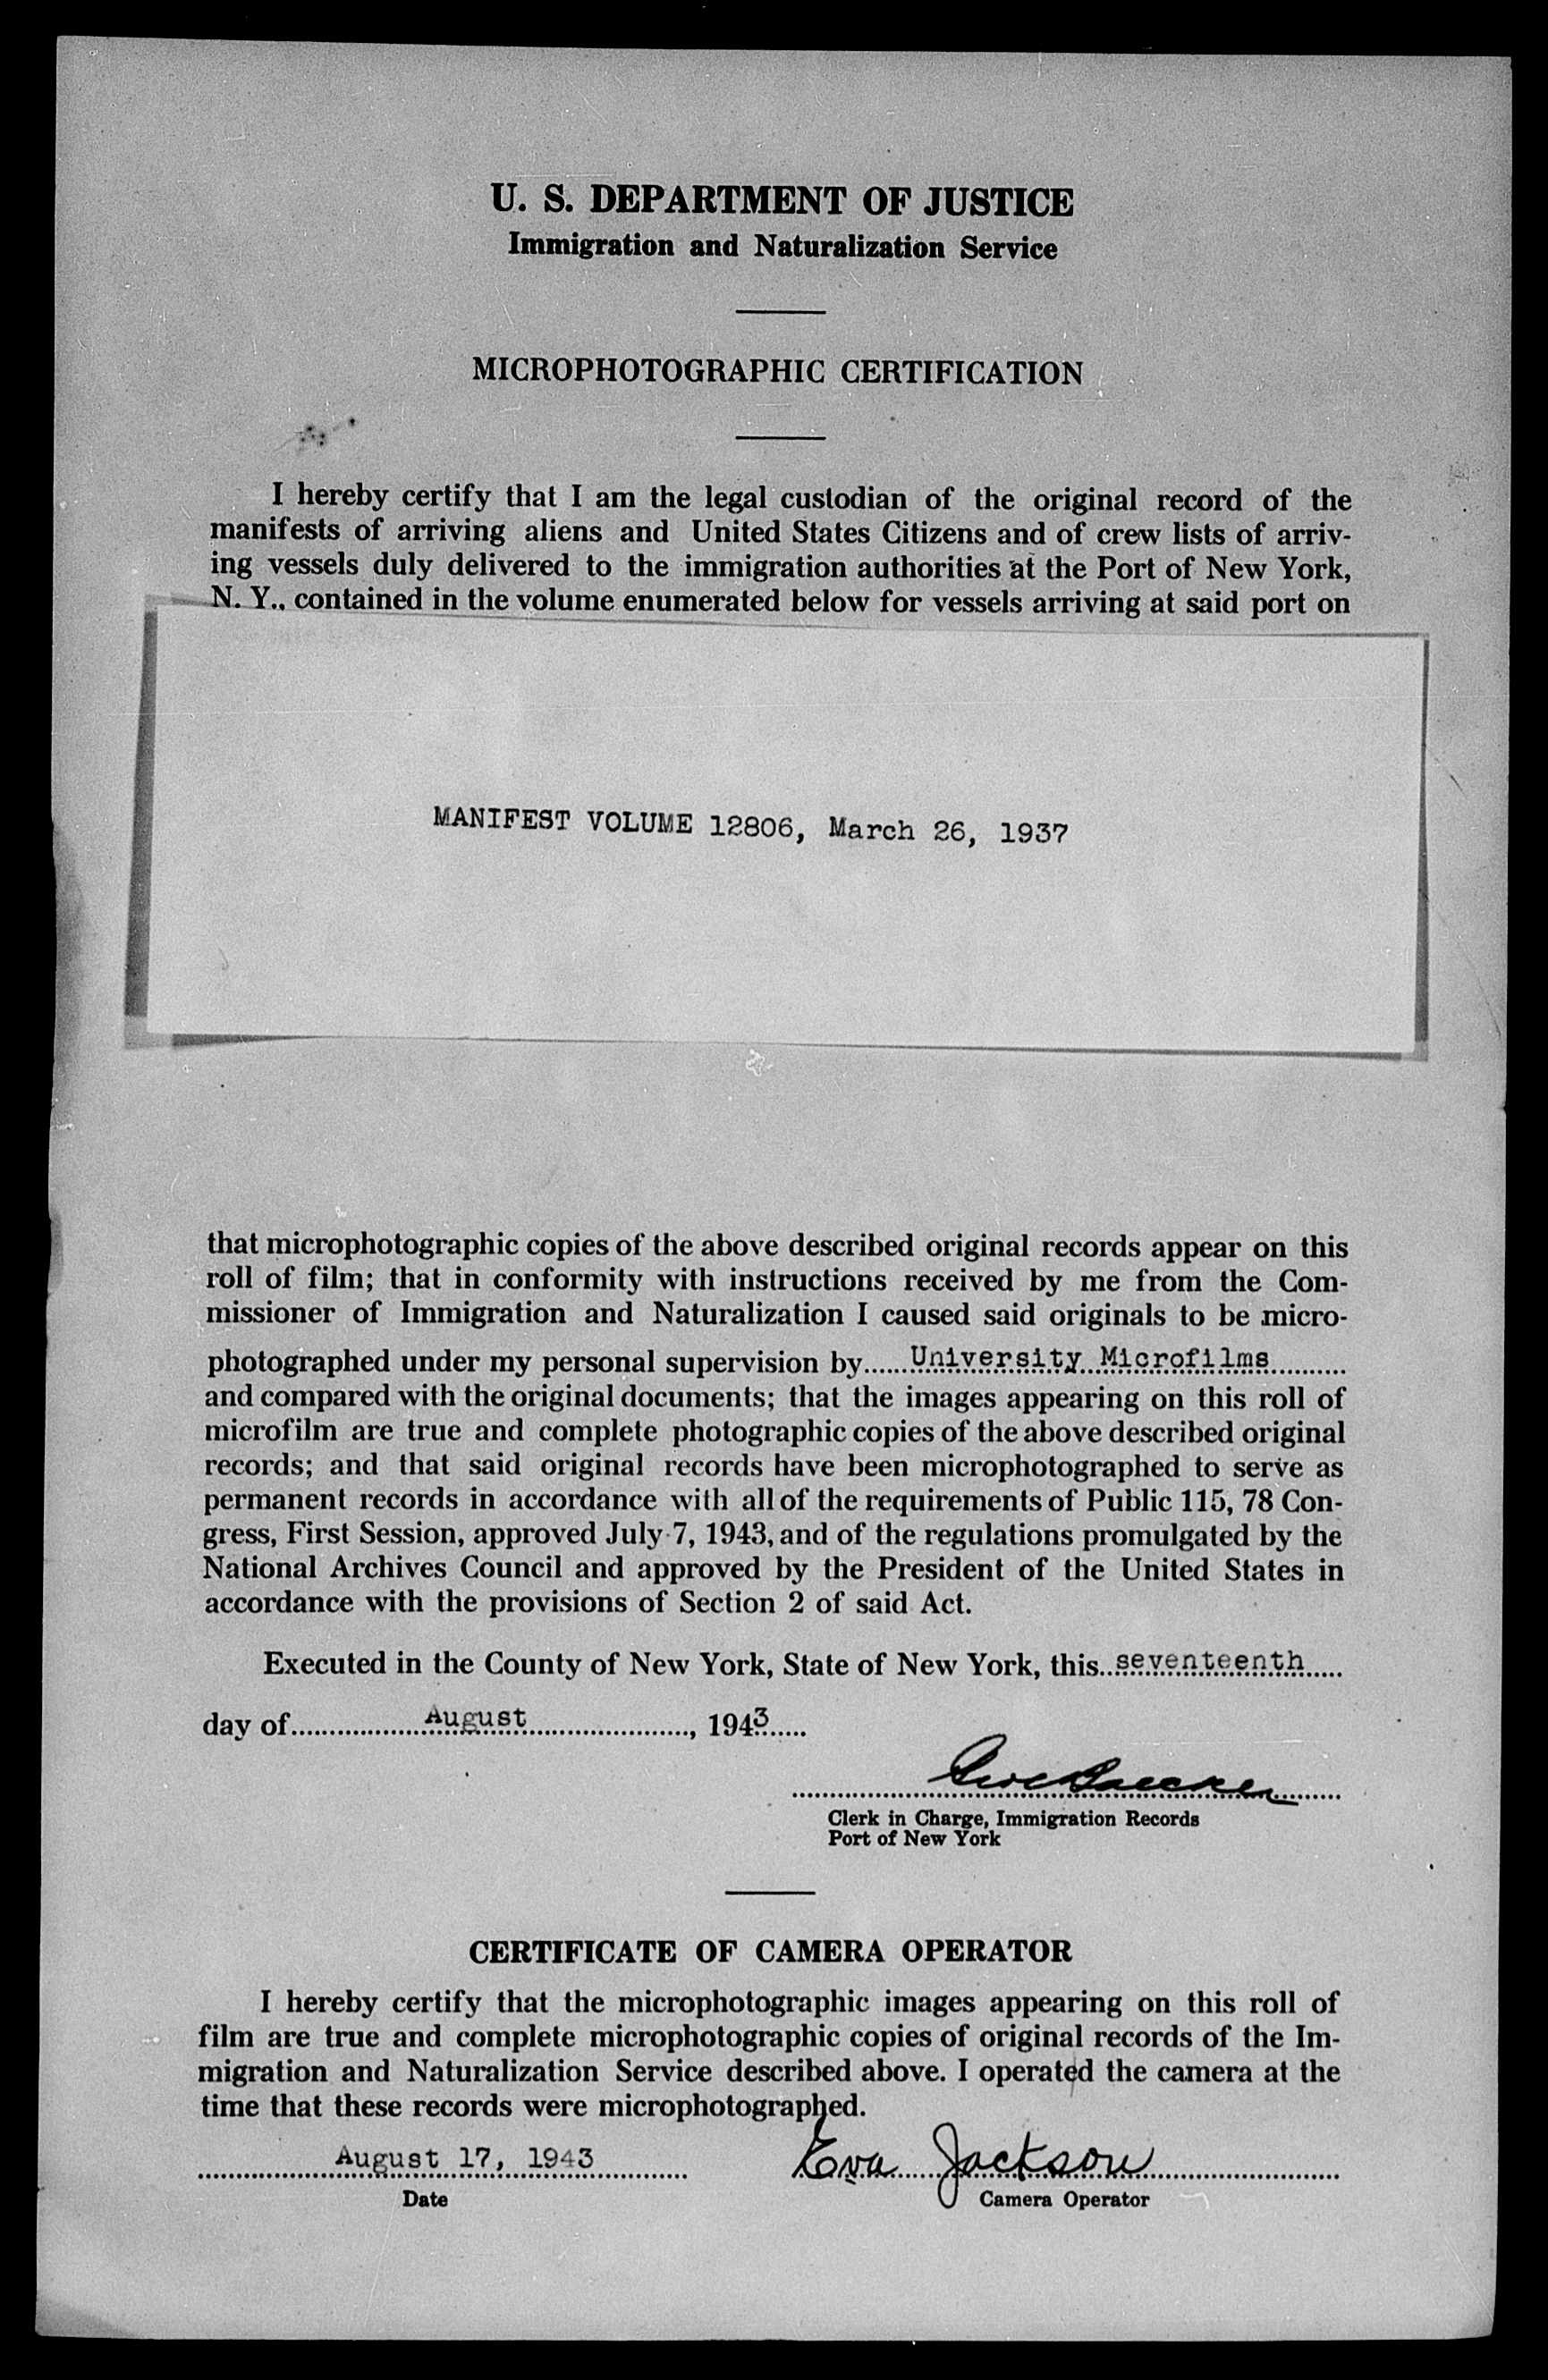 U. S. DEPARTMENT OF JUSTICE
Immigration and Naturalization Service
MICROPHOTOGRAPHIC CERTIFICATION
I hereby certify that I am the legal custodian of the original record of the
manifests of arriving aliens and United States Citizens and of crew lists of arriv-
ing vessels duly delivered to the immigration authorities at the Port of New York,
N. Y., contained in the volume enumerated below for vessels arriving at said port on
MANIFEST VOLUME 12806, March 26, 1937
that microphotographic copies of the above described original records appear on this
roll of film; that in conformity with instructions received by me from the Com-
missioner of Immigration and Naturalization I caused said originals to be micro-
photographed under my personal supervision by......University Microfilms..........
and compared with the original documents; that the images appearing on this roll of
microfilm are true and complete photographic copies of the above described original
records; and that said original records have been microphotographed to serve as
permanent records in accordance with all of the requirements of Public 115, 78 Con-
gress, First Session, approved July 7, 1943, and of the regulations promulgated by the
National Archives Council and approved by the President of the United States in
accordance with the provisions of Section 2 of said Act.
Executed in the County of New York, State of New York, this..seventeenth.....
day of..................August......................, 1943.....
Clerk in Charge, Immigration Records
Port of New York
CERTIFICATE OF CAMERA OPERATOR
I hereby certify that the microphotographic images appearing on this roll of
film are true and complete microphotographic copies of original records of the Im-
migration and Naturalization Service described above. I operated the camera at the
time that these records were microphotographed.
August 17, 1943 Eva Jackson
Date Camera Operator